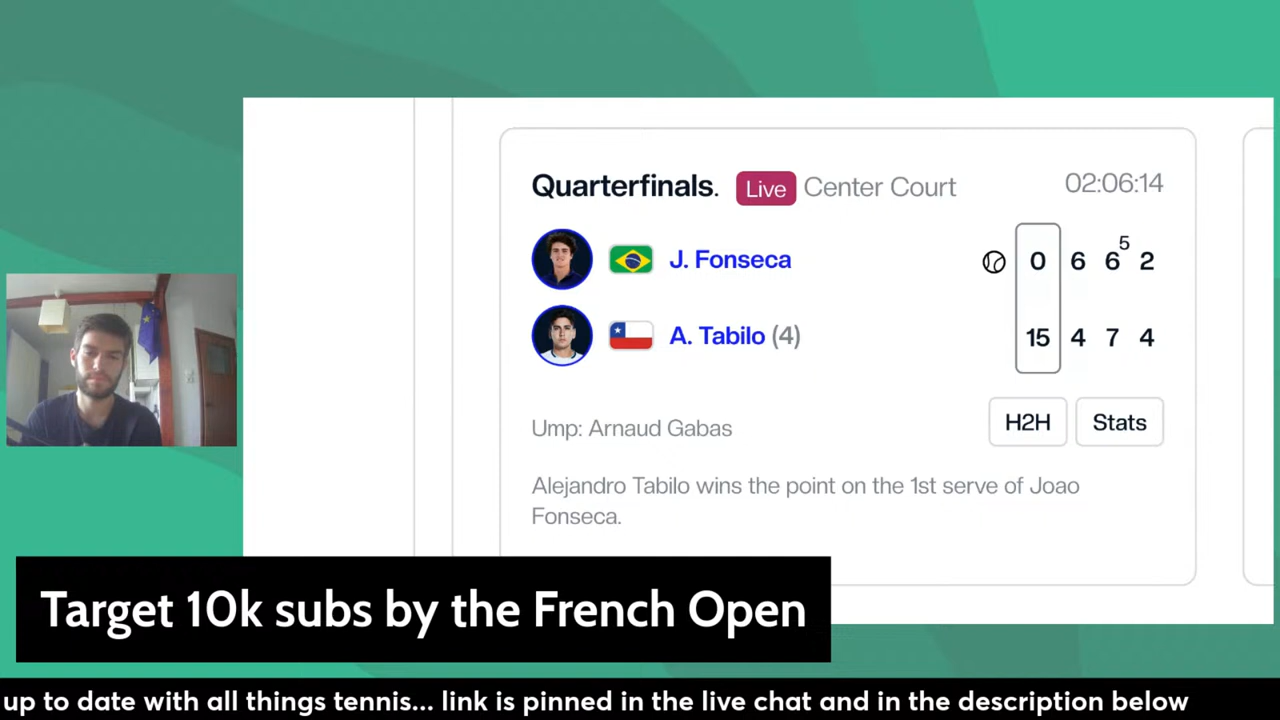 Quarterfinals. Live Center Court 02:06:14
J. Fonseca 0 6 6 5 2
A. Tabilo (4) 15 4 7 4
Ump: Arnaud Gabas
H2H Stats
Alejandro Tabilo wins the point on the 1st serve of Joao
Fonseca.
Target 10k subs by the French Open
up to date with all things tennis... link is pinned in the live chat and in the description below